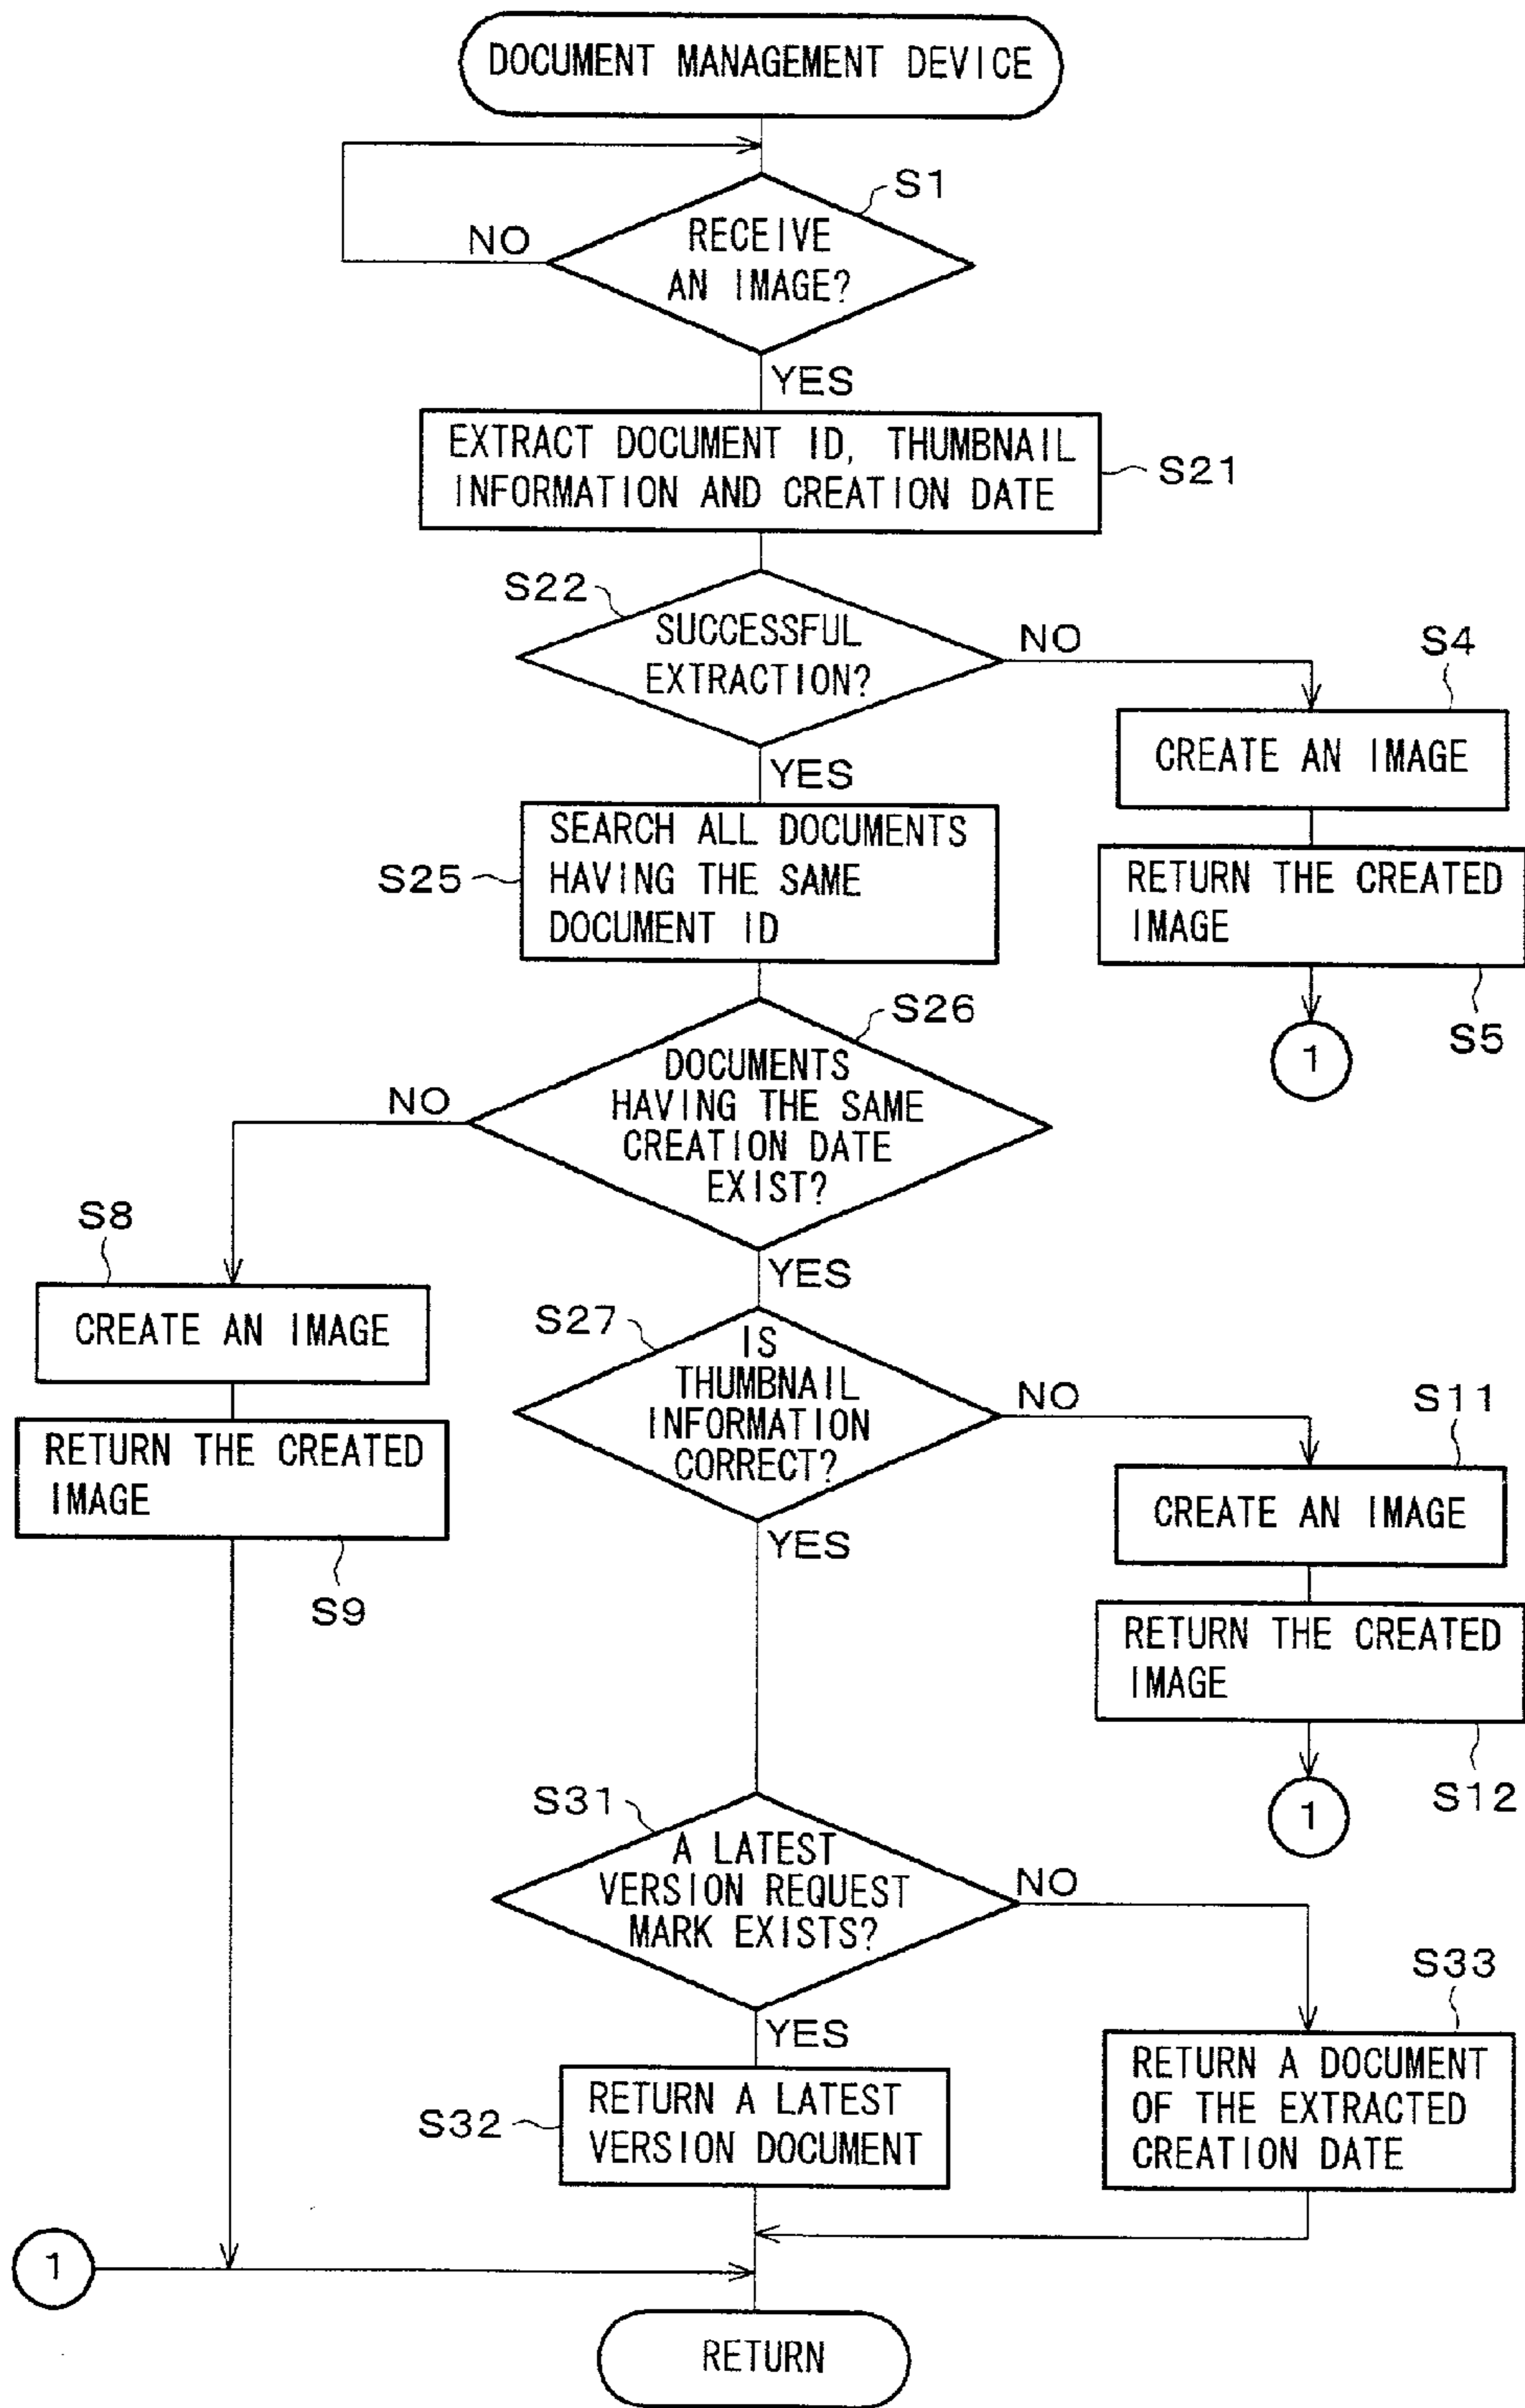 DOCUMENT MANAGEMENT DEVICE
S1
RECEIVE
AN IMAGE?
NO
YES
EXTRACT DOCUMENT ID, THUMBNAIL
INFORMATION AND CREATION DATE
S21
S22
SUCCESSFUL
EXTRACTION?
NO
YES
S4
CREATE AN IMAGE
RETURN THE CREATED
IMAGE
S5
1
S25
SEARCH ALL DOCUMENTS
HAVING THE SAME
DOCUMENT ID
S26
DOCUMENTS
HAVING THE SAME
CREATION DATE
EXIST?
NO
YES
S8
CREATE AN IMAGE
RETURN THE CREATED
IMAGE
S9
S27
IS
THUMBNAIL
INFORMATION
CORRECT?
NO
YES
S11
CREATE AN IMAGE
RETURN THE CREATED
IMAGE
S12
1
S31
A LATEST
VERSION REQUEST
MARK EXISTS?
NO
YES
S32
RETURN A LATEST
VERSION DOCUMENT
S33
RETURN A DOCUMENT
OF THE EXTRACTED
CREATION DATE
1
RETURN